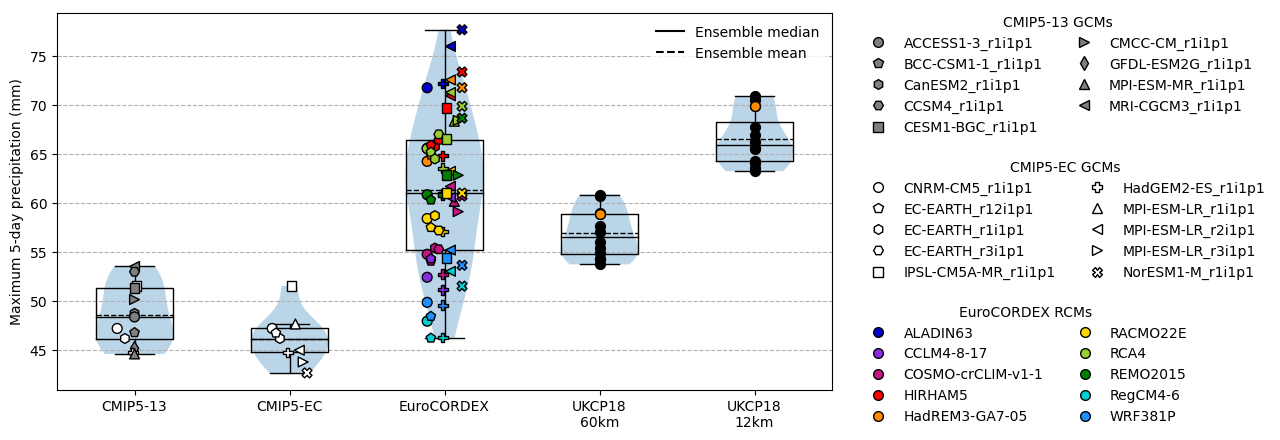 Maximum 5-day precipitation (mm)
75
70
65
60
55
50
45
CMIP5-13
CMIP5-EC
EuroCORDEX
UKCP18
60km
UKCP18
12km
Ensemble median
Ensemble mean
CMIP5-13 GCMs
ACCESS1-3_r1i1p1
BCC-CSM1-1_r1i1p1
CanESM2_r1i1p1
CCSM4_r1i1p1
CESM1-BGC_r1i1p1
CMCC-CM_r1i1p1
GFDL-ESM2G_r1i1p1
MPI-ESM-MR_r1i1p1
MRI-CGCM3_r1i1p1
CMIP5-EC GCMs
CNRM-CM5_r1i1p1
EC-EARTH_r12i1p1
EC-EARTH_r1i1p1
EC-EARTH_r3i1p1
IPSL-CM5A-MR_r1i1p1
HadGEM2-ES_r1i1p1
MPI-ESM-LR_r1i1p1
MPI-ESM-LR_r2i1p1
MPI-ESM-LR_r3i1p1
NorESM1-M_r1i1p1
EuroCORDEX RCMs
ALADIN63
CCLM4-8-17
COSMO-crCLIM-v1-1
HIRHAM5
HadREM3-GA7-05
RACMO22E
RCA4
REMO2015
RegCM4-6
WRF381P